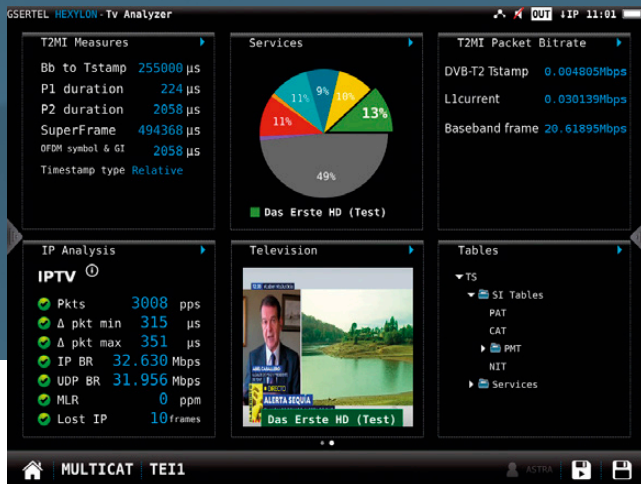 GSERTEL HEXYLON - Tv Analyzer
OUT ↓IP 11:01
T2MI Measures
Bb to Tstamp 255000 µs
P1 duration 224 µs
P2 duration 2058 µs
SuperFrame 494368 µs
OFDM symbol & GI 2058 µs
Timestamp type Relative
Services
11%
9%
10%
13%
11%
49%
Das Erste HD (Test)
T2MI Packet Bitrate
DVB-T2 Tstamp 0.004805Mbps
L1current 0.030139Mbps
Baseband frame 20.61895Mbps
IP Analysis
IPTV
Pkts 3008 pps
Δ pkt min 315 µs
Δ pkt max 351 µs
IP BR 32.630 Mbps
UDP BR 31.956 Mbps
MLR 0 ppm
Lost IP 10 frames
Television
ABEL CABALLERO
DIRECTO
ALERTA SEQUÍA
Das Erste HD (Test)
Tables
TS
SI Tables
PAT
CAT
PMT
NIT
Services
MULTICAT TEI1
ASTRA